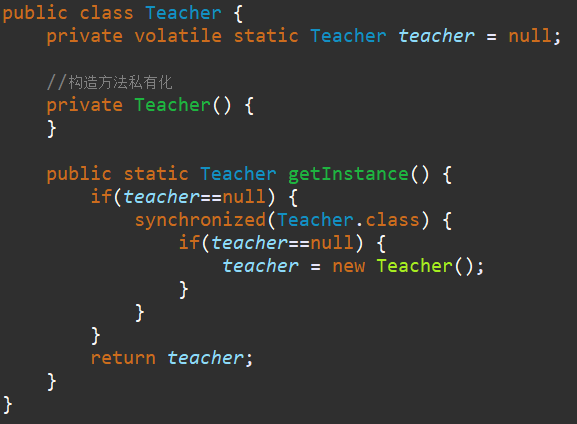 public class Teacher {
    private volatile static Teacher teacher = null;
    //构造方法私有化
    private Teacher() {
    }
    public static Teacher getInstance() {
        if(teacher==null) {
            synchronized(Teacher.class) {
                if(teacher==null) {
                    teacher = new Teacher();
                }
            }
        }
        return teacher;
    }
}